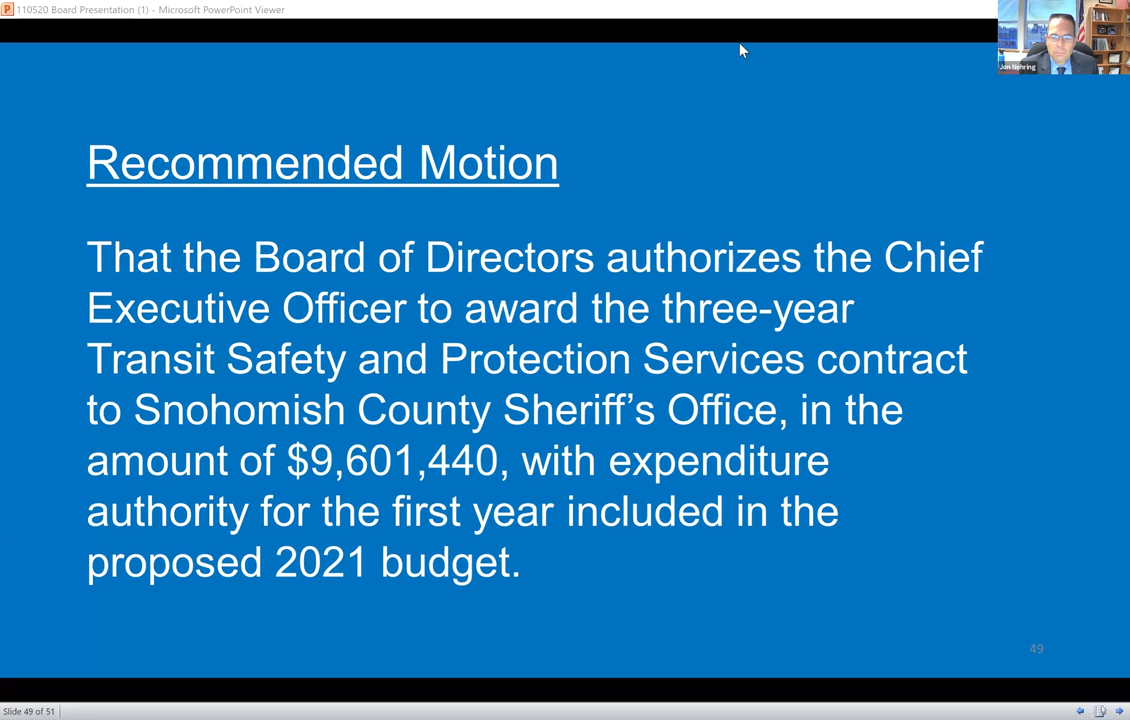 110520 Board Presentation (1) - Microsoft PowerPoint Viewer
Jon Nehring
Recommended Motion
That the Board of Directors authorizes the Chief
Executive Officer to award the three-year
Transit Safety and Protection Services contract
to Snohomish County Sheriff’s Office, in the
amount of $9,601,440, with expenditure
authority for the first year included in the
proposed 2021 budget.
49
Slide 49 of 51